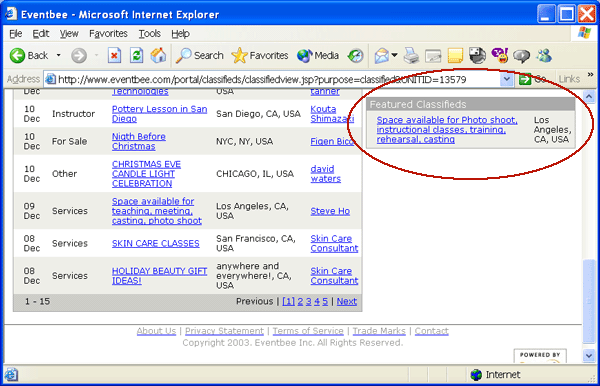 Eventbee - Microsoft Internet Explorer
File Edit View Favorites Tools Help
Back Search Favorites Media
Address http://www.eventbee.com/portal/classifieds/classifiedview.jsp?purpose=classified&UNITID=13579 Go Links
Dec Technologies USA tanner
10 Dec Instructor Pottery Lesson in San Diego San Diego, CA, USA Kouta Shimazaki
10 Dec For Sale Nigth Before Christmas NYC, NY, USA Figen Bico
10 Dec Other CHRISTMAS EVE CANDLE LIGHT CELEBRATION CHICAGO, IL, USA david waters
09 Dec Services Space available for teaching, meeting, casting, photo shoot Los Angeles, CA, USA Steve Ho
08 Dec Services SKIN CARE CLASSES San Francisco, CA, USA Skin Care Consultant
08 Dec Services HOLIDAY BEAUTY GIFT IDEAS! anywhere and everywhere!, CA, USA Skin Care Consultant
1 - 15 Previous | [1] 2 3 4 5 | Next
Featured Classifieds
Space available for Photo shoot, instructional classes, training, rehearsal, casting Los Angeles, CA, USA
About Us | Privacy Statement | Terms of Service | Trade Marks | Contact
Copyright 2003. Eventbee Inc. All Rights Reserved.
POWERED BY
Internet